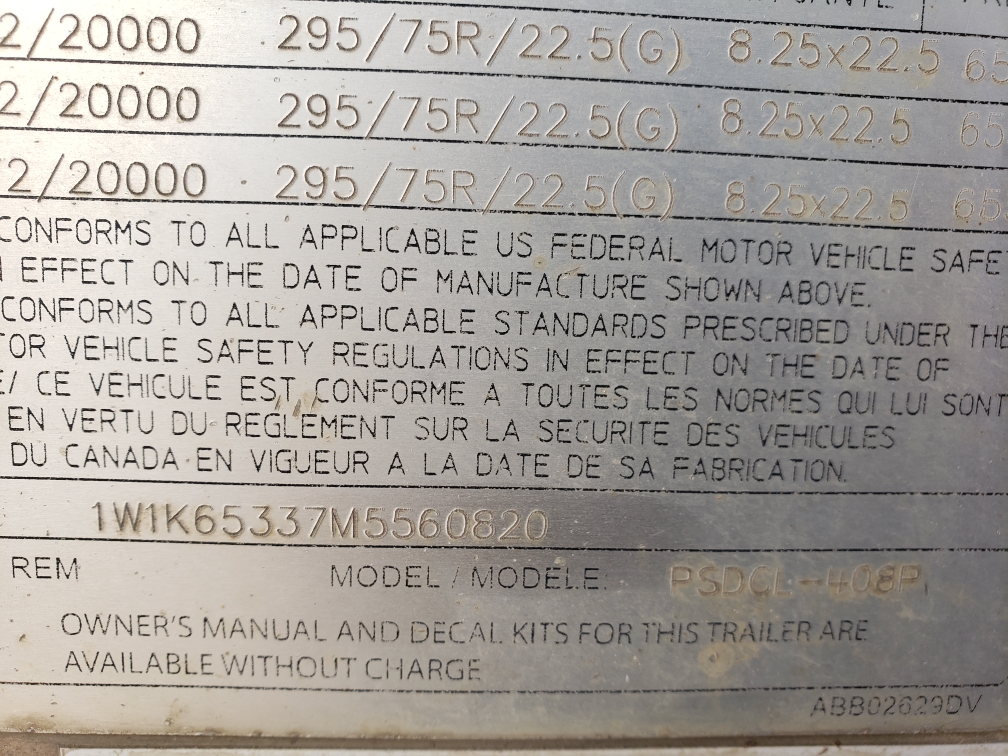 2/20000 295/75R/22.5(G) 8.25x22.5 65
2/20000 295/75R/22.5(G) 8.25x22.5 65
2/20000 295/75R/22.5(G) 8.25x22.5 65
CONFORMS TO ALL APPLICABLE US FEDERAL MOTOR VEHICLE SAFE
EFFECT ON THE DATE OF MANUFACTURE SHOWN ABOVE.
CONFORMS TO ALL APPLICABLE STANDARDS PRESCRIBED UNDER THE
TOR VEHICLE SAFETY REGULATIONS IN EFFECT ON THE DATE OF
E/ CE VEHICULE EST CONFORME A TOUTES LES NORMES QUI LUI SONT
EN VERTU DU REGLEMENT SUR LA SECURITE DES VEHICULES
DU CANADA EN VIGUEUR A LA DATE DE SA FABRICATION.
1W1K65337M5560820
REM MODEL / MODELE: PSDCL-408P
OWNER'S MANUAL AND DECAL KITS FOR THIS TRAILER ARE
AVAILABLE WITHOUT CHARGE
ABB02629DV